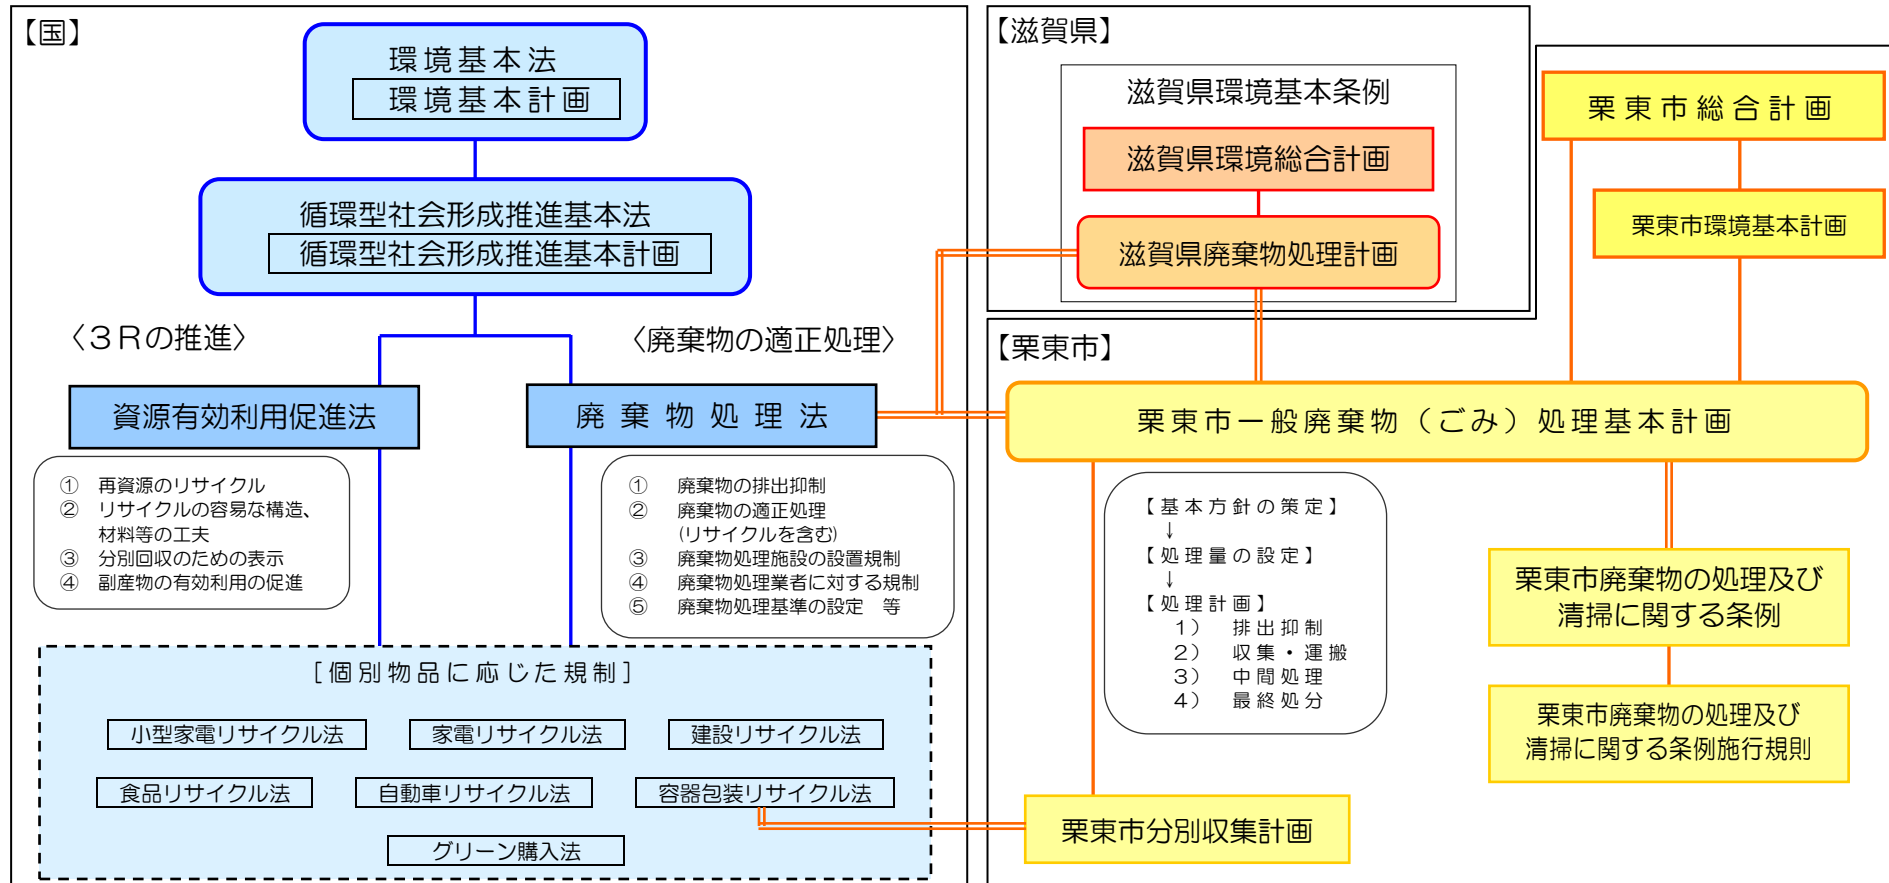 【国】
環境基本法
環境基本計画
循環型社会形成推進基本法
循環型社会形成推進基本計画
〈３Ｒの推進〉
〈廃棄物の適正処理〉
資源有効利用促進法
廃棄物処理法
① 再資源のリサイクル
② リサイクルの容易な構造、
材料等の工夫
③ 分別回収のための表示
④ 副産物の有効利用の促進
① 廃棄物の排出抑制
② 廃棄物の適正処理
(リサイクルを含む)
③ 廃棄物処理施設の設置規制
④ 廃棄物処理業者に対する規制
⑤ 廃棄物処理基準の設定　等
［個別物品に応じた規制］
小型家電リサイクル法
家電リサイクル法
建設リサイクル法
食品リサイクル法
自動車リサイクル法
容器包装リサイクル法
グリーン購入法
【滋賀県】
滋賀県環境基本条例
滋賀県環境総合計画
滋賀県廃棄物処理計画
【栗東市】
栗東市総合計画
栗東市環境基本計画
栗東市一般廃棄物（ごみ）処理基本計画
【基本方針の策定】
↓
【処理量の設定】
↓
【処理計画】
１） 排出抑制
２） 収集・運搬
３） 中間処理
４） 最終処分
栗東市廃棄物の処理及び
清掃に関する条例
栗東市廃棄物の処理及び
清掃に関する条例施行規則
栗東市分別収集計画